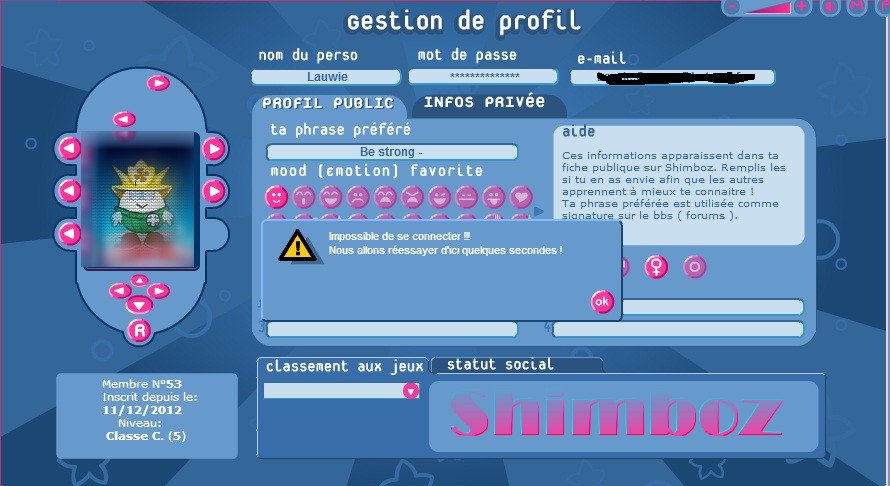 Gestion de profil
nom du perso
mot de passe
e-mail
Lauwie
**************
PROFIL PUBLIC
INFOS PRIVÉE
ta phrase préféré
Be strong -
mood (Emotion) favorite
aide
Ces informations apparaissent dans ta
fiche publique sur Shimboz. Remplis les
si tu en as envie afin que les autres
apprennent à mieux te connaitre !
Ta phrase préférée est utilisée comme
signature sur le bbs ( forums ).
Impossible de se connecter !!!
Nous allons réessayer d'ici quelques secondes !
ok
3
4
R
Membre N°53
Inscrit depuis le:
11/12/2012
Niveau:
Classe C. (5)
classement aux jeux
statut social
Shimboz